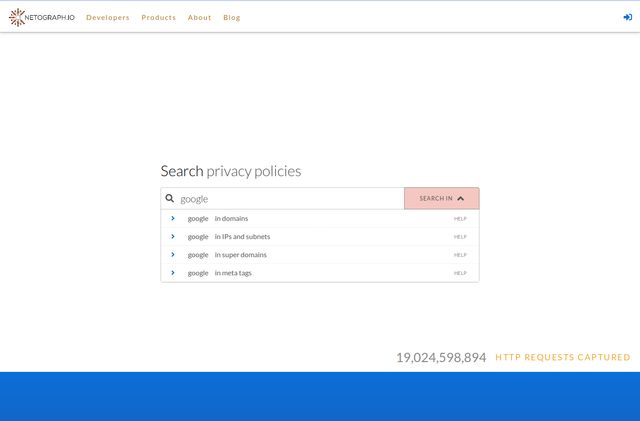 NETOGRAPH.IO Developers Products About Blog
Search privacy policies
google SEARCH IN
google in domains HELP
google in IPs and subnets HELP
google in super domains HELP
google in meta tags HELP
19,024,598,894 HTTP REQUESTS CAPTURED